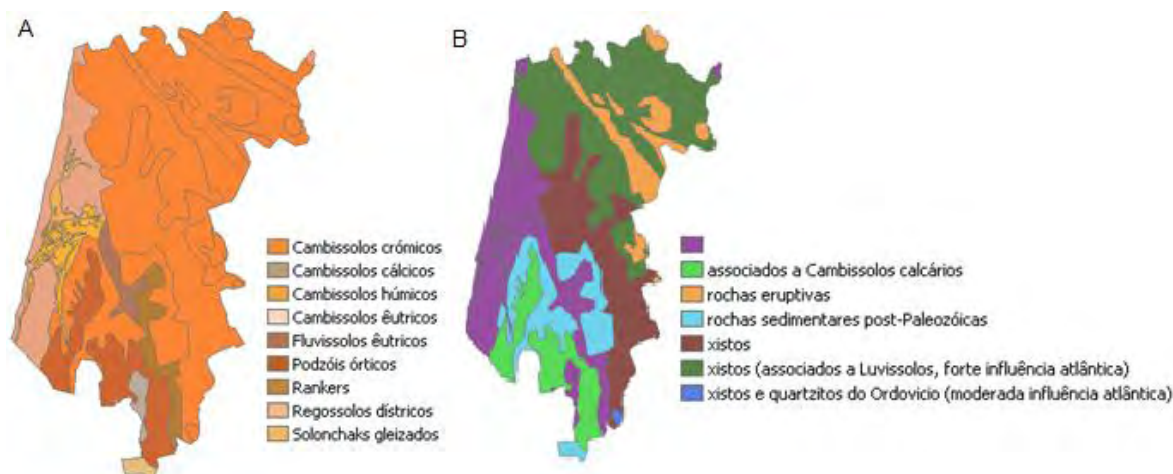 A
Cambissolos crómicos
Cambissolos cálcicos
Cambissolos húmicos
Cambissolos êutricos
Fluvissolos êutricos
Podzóis órticos
Rankers
Regossolos dístricos
Solonchaks gleizados
B
associados a Cambissolos calcários
rochas eruptivas
rochas sedimentares post-Paleozóicas
xistos
xistos (associados a Luvissolos, forte influência atlântica)
xistos e quartzitos do Ordovicio (moderada influência atlântica)